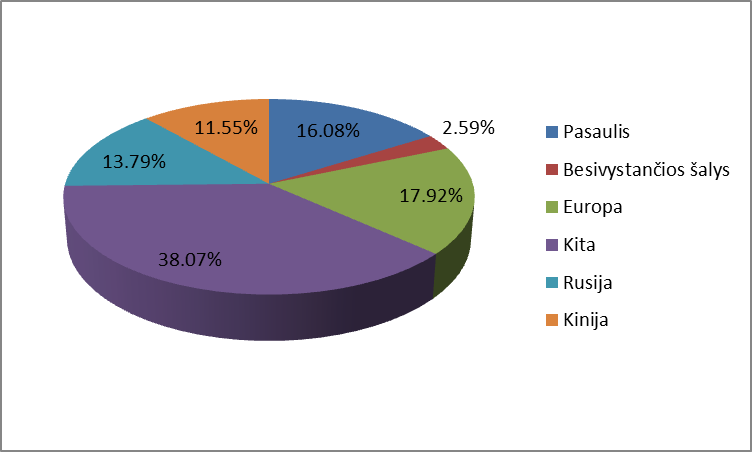 16.08%
2.59%
17.92%
38.07%
13.79%
11.55%
Pasaulis
Besivystančios šalys
Europa
Kita
Rusija
Kinija